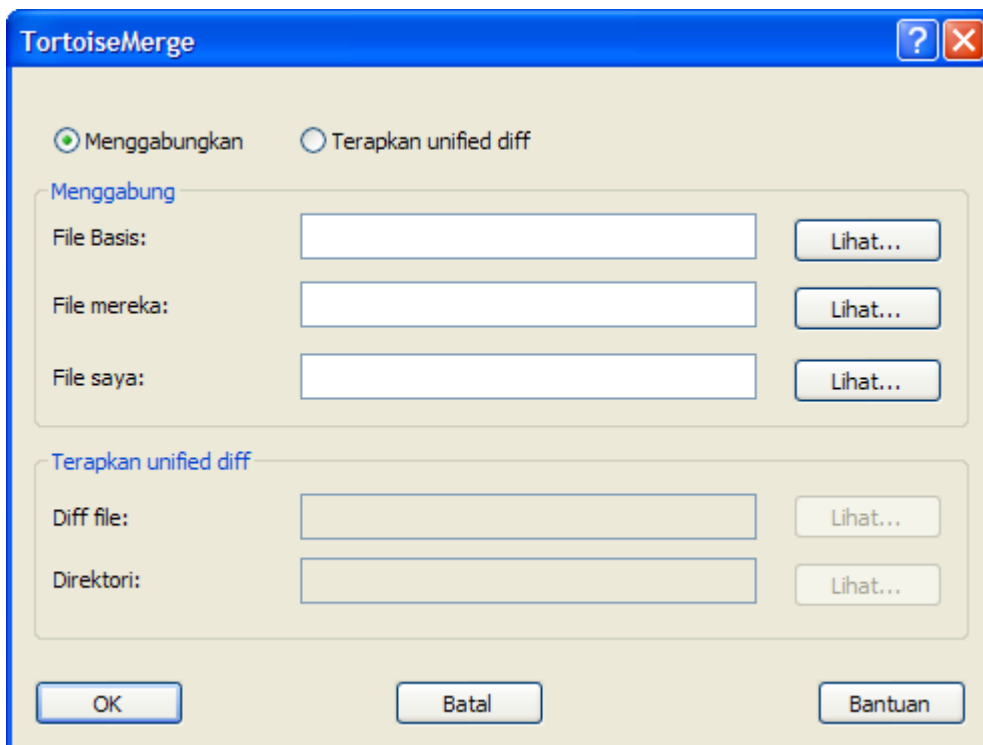 TortoiseMerge
Menggabungkan Terapkan unified diff
Menggabung
File Basis: Lihat...
File mereka: Lihat...
File saya: Lihat...
Terapkan unified diff
Diff file: Lihat...
Direktori: Lihat...
OK Batal Bantuan